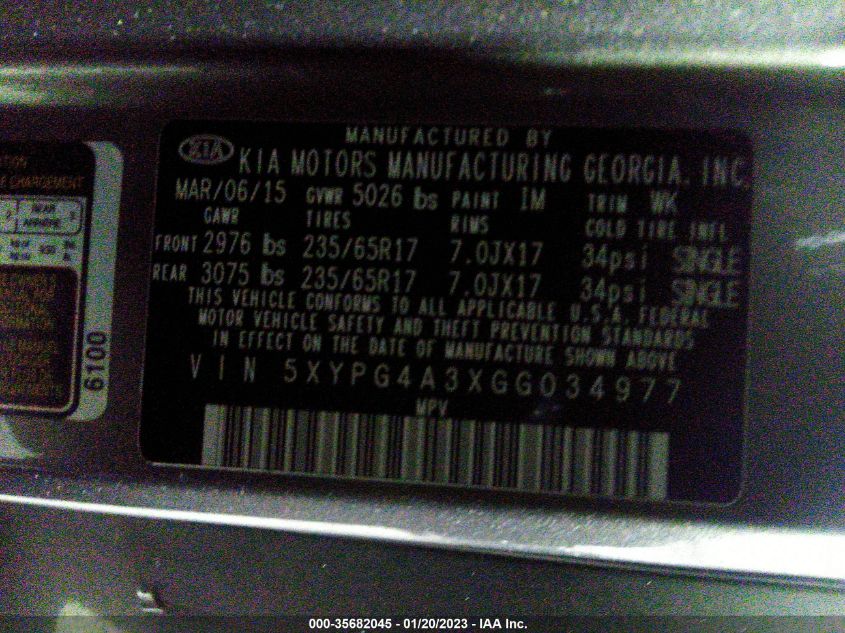 MANUFACTURED BY
KIA KIA MOTORS MANUFACTURING GEORGIA, INC.
MAR/06/15 GVWR 5026 lbs PAINT IM TRIM WK
GAWR TIRES RIMS COLD TIRE INFL
FRONT 2976 lbs 235/65R17 7.0JX17 34psi SINGLE
REAR 3075 lbs 235/65R17 7.0JX17 34psi SINGLE
THIS VEHICLE CONFORMS TO ALL APPLICABLE U.S.A. FEDERAL
MOTOR VEHICLE SAFETY AND THEFT PREVENTION STANDARDS
IN EFFECT ON THE DATE OF MANUFACTURE SHOWN ABOVE
VIN 5XYPG4A3XGG034977
MPV
CHARGEMENT
REAR
6100
000-35682045 - 01/20/2023 - IAA Inc.